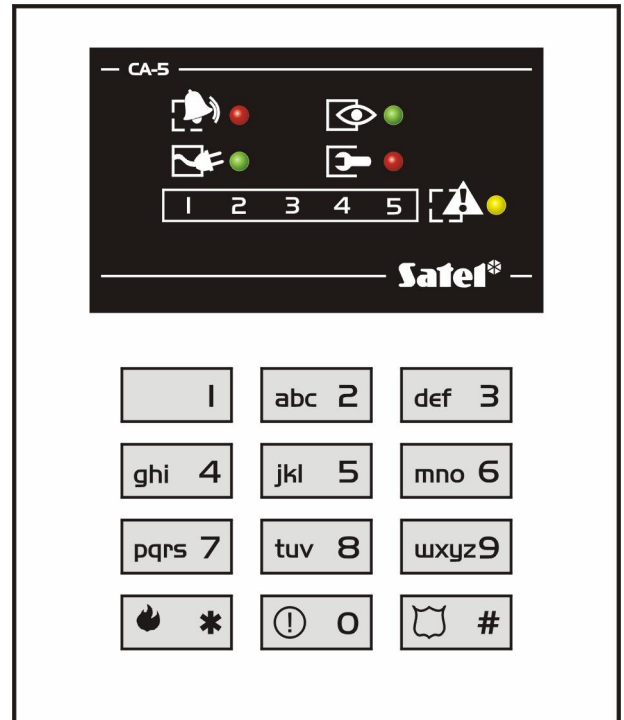 CA-5
1 2 3 4 5
Satel
1 abc 2 def 3
ghi 4 jkl 5 mno 6
pqrs 7 tuv 8 wxyz 9
* ! 0 #